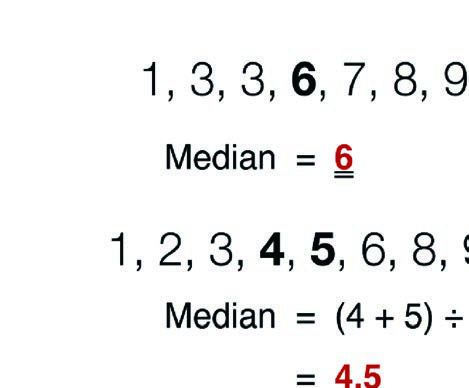 1, 3, 3, 6, 7, 8, 9
Median = 6
1, 2, 3, 4, 5, 6, 8, 9
Median = (4 + 5) ÷
= 4.5